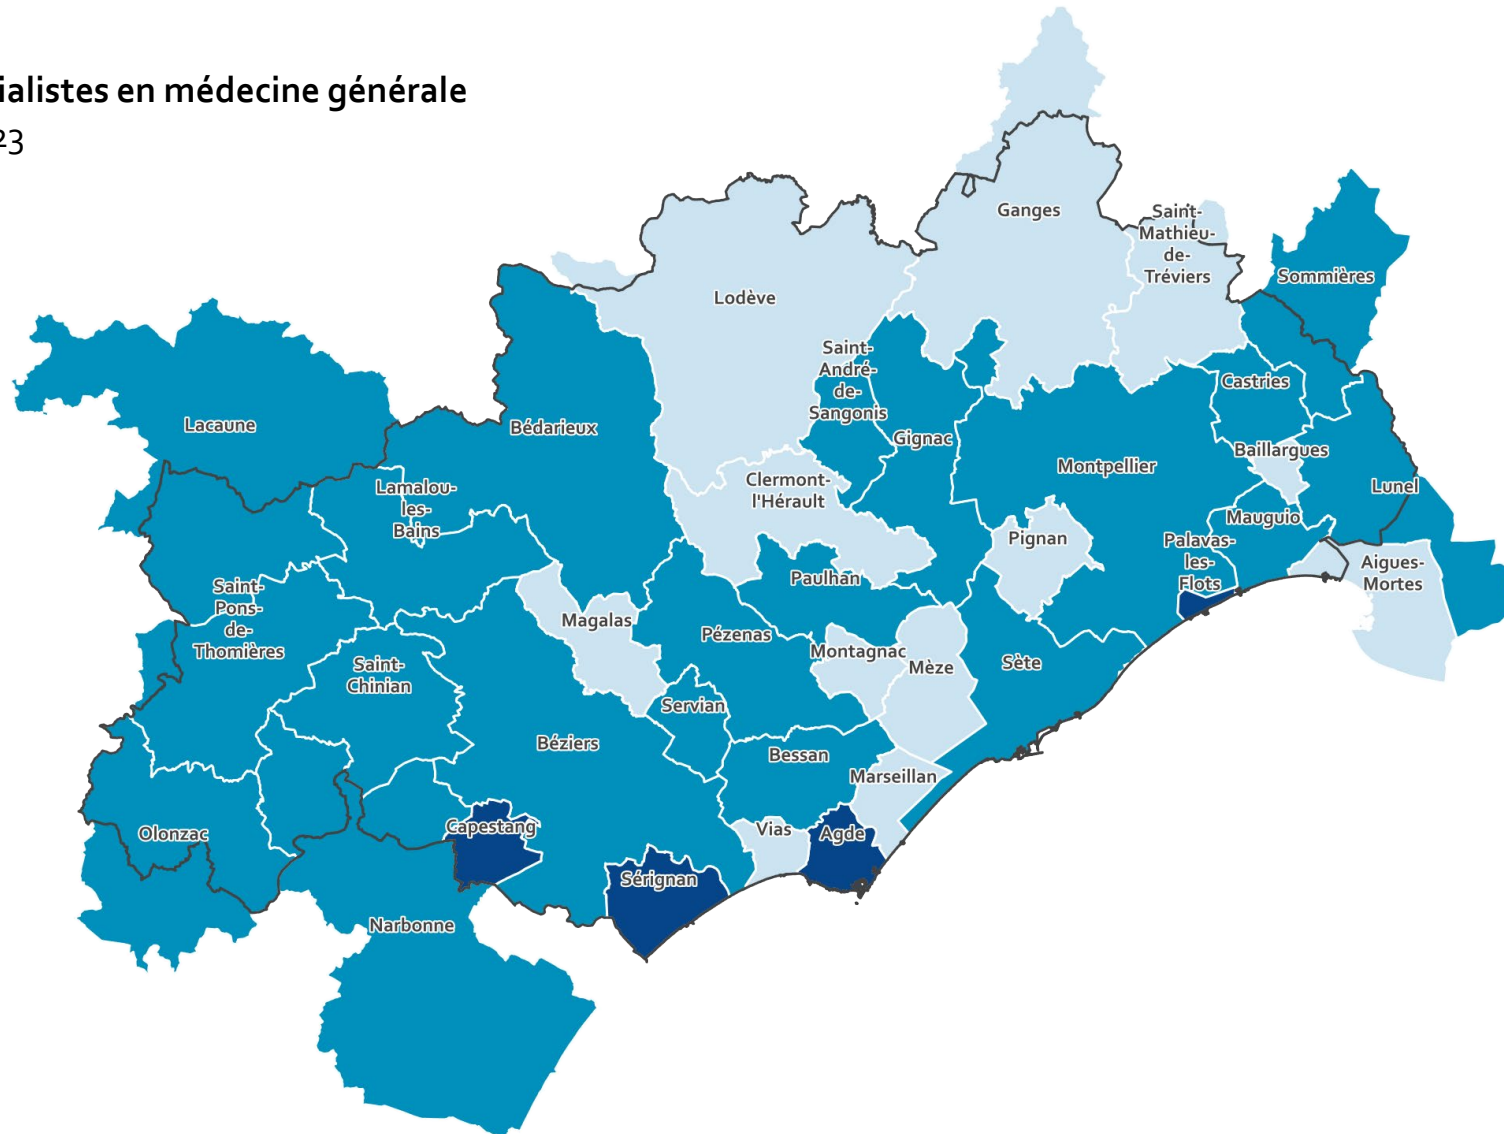 ialistes en médecine générale
23
Ganges
Saint-
Mathieu-
de-
Tréviers
Sommières
Lodève
Saint-
André-
de-
Sangonis
Castries
Lacaune
Bédarieux
Gignac
Baillargues
Montpellier
Lamalou-
les-
Bains
Clermont-
l'Hérault
Lunel
Mauguio
Pignan
Palavas-
les-
Flots
Aigues-
Mortes
Paulhan
Saint-
Pons-
de-
Thomières
Magalas
Pézenas
Montagnac
Mèze
Sète
Saint-
Chinian
Servian
Béziers
Bessan
Marseillan
Olonzac
Capestang
Vias
Agde
Sérignan
Narbonne